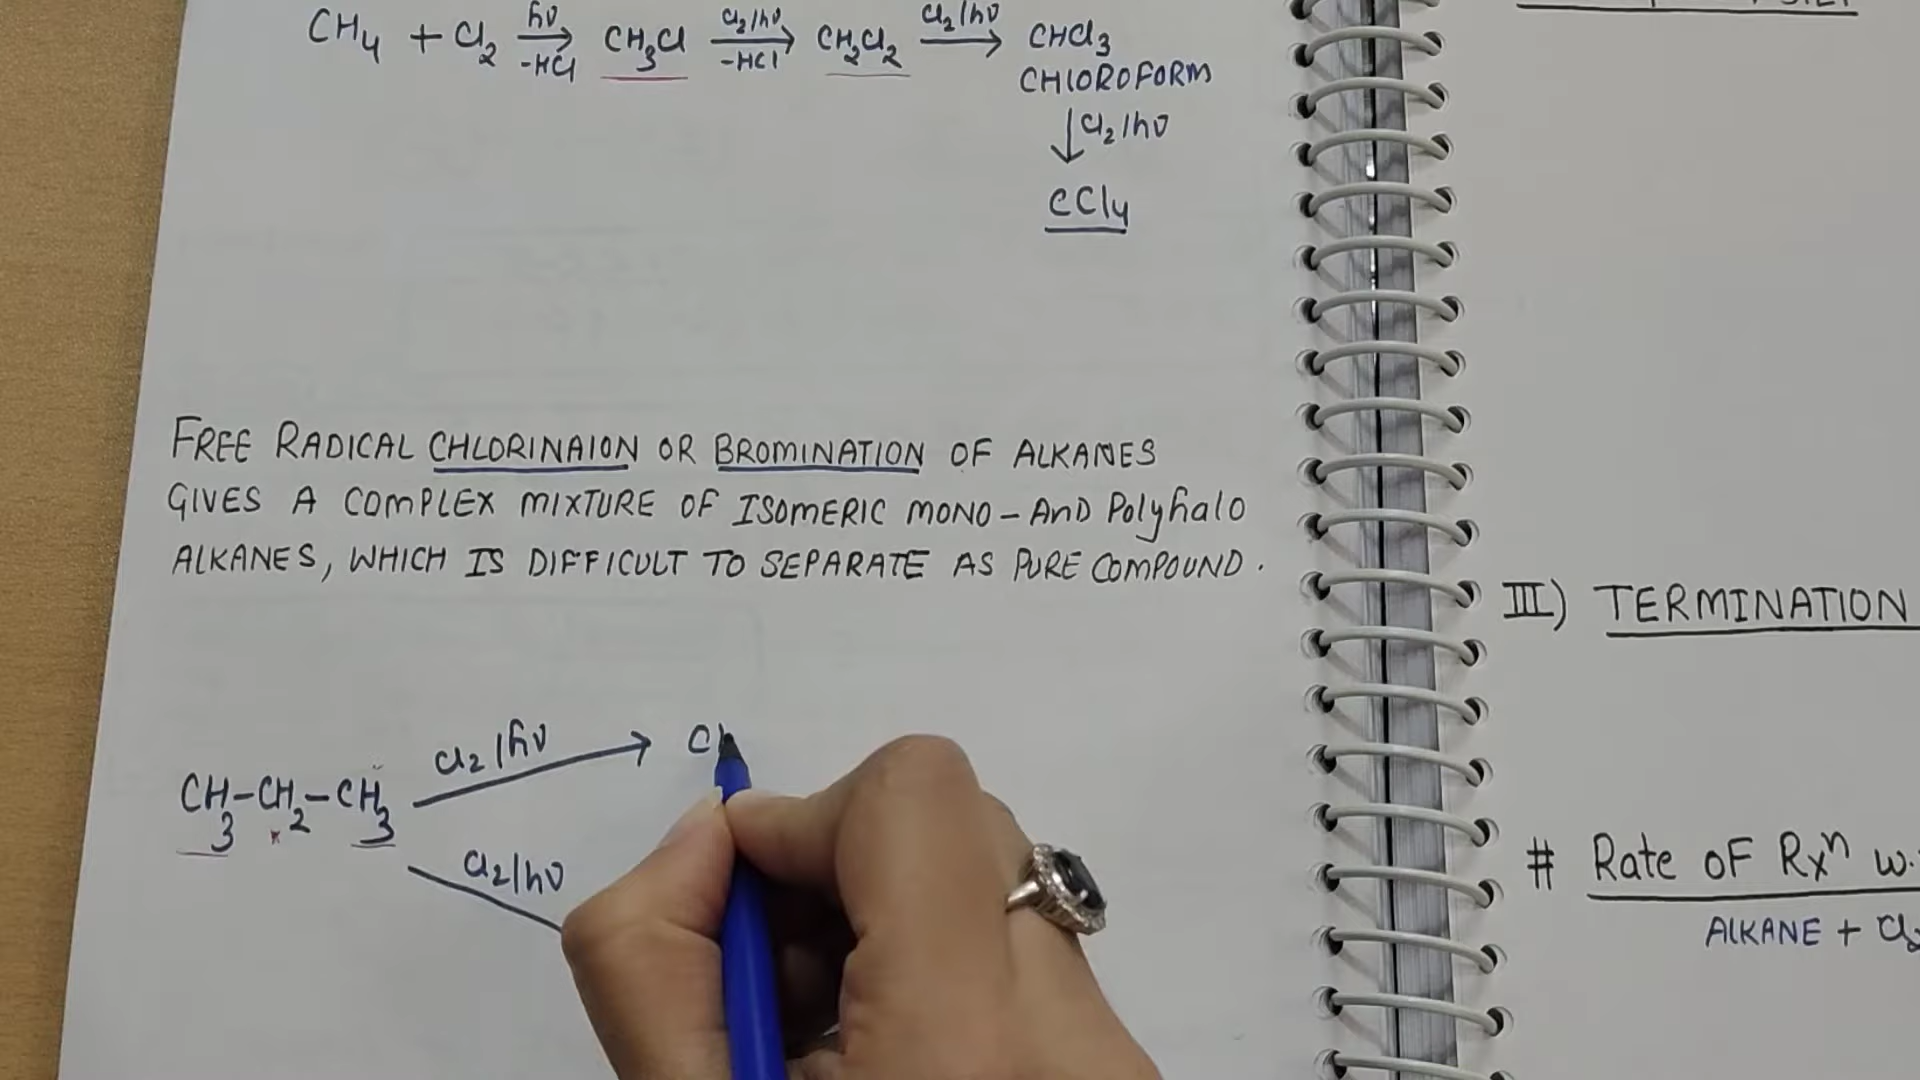 CH4 + Cl2 hν → -HCl CH3Cl Cl2/hν → -HCl CH2Cl2 Cl2/hν → CHCl3
CHlOROFORM
↓ Cl2/hν
CCl4
FREE RADICAL CHLORINAION OR BROMINATION OF ALKANES
GIVES A COMPLEX MIXTURE OF ISOMERIC MONO-AND Polyhalo
ALKANES, WHICH IS DIFFICULT TO SEPARATE AS PURE COMPOUND.
Cl2/hν →
CH3-CH2-CH3
Cl2/hν
III) TERMINATION
# Rate OF Rxn
AlKANE + Cl2